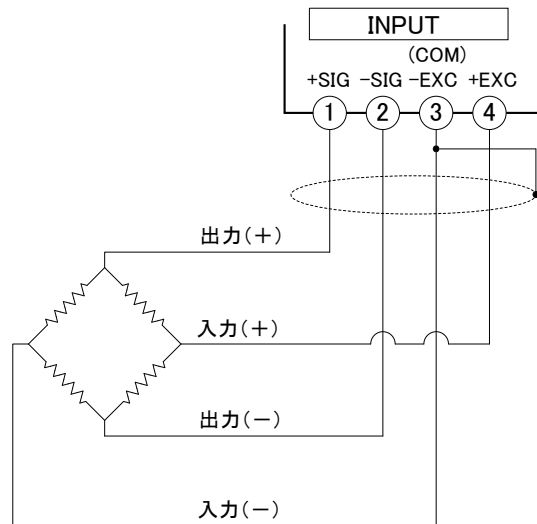 INPUT
(COM)
+SIG －SIG －EXC +EXC
1 2 3 4
出力(＋)
入力(＋)
出力(－)
入力(－)